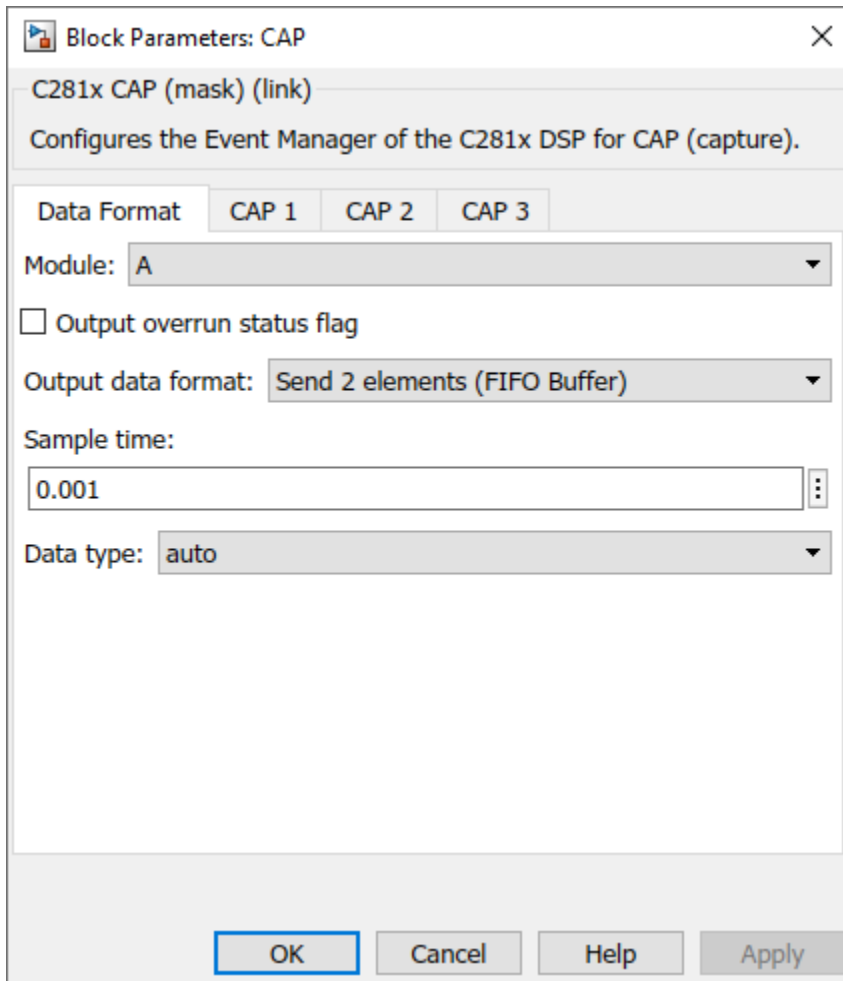 Block Parameters: CAP
C281x CAP (mask) (link)
Configures the Event Manager of the C281x DSP for CAP (capture).
Data Format CAP 1 CAP 2 CAP 3
Module: A
Output overrun status flag
Output data format: Send 2 elements (FIFO Buffer)
Sample time:
0.001
Data type: auto
OK Cancel Help Apply